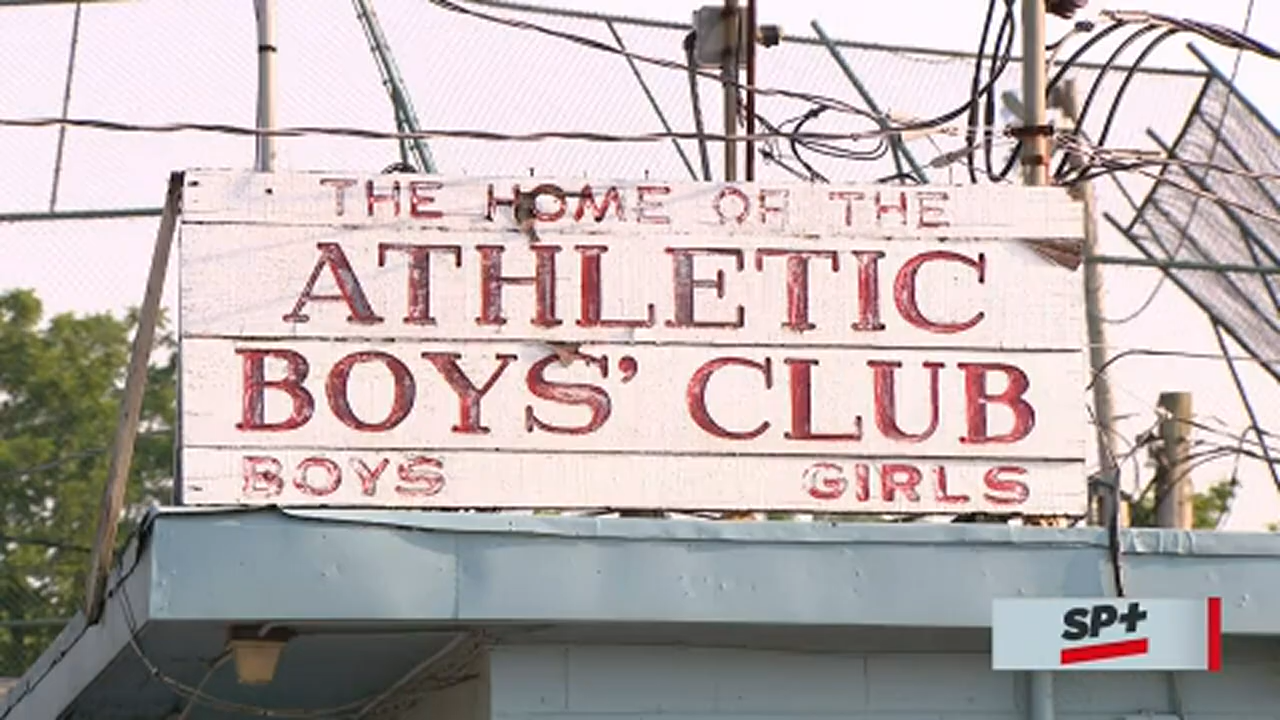 THE HOME OF THE
ATHLETIC
BOYS' CLUB
BOYS GIRLS
SP+